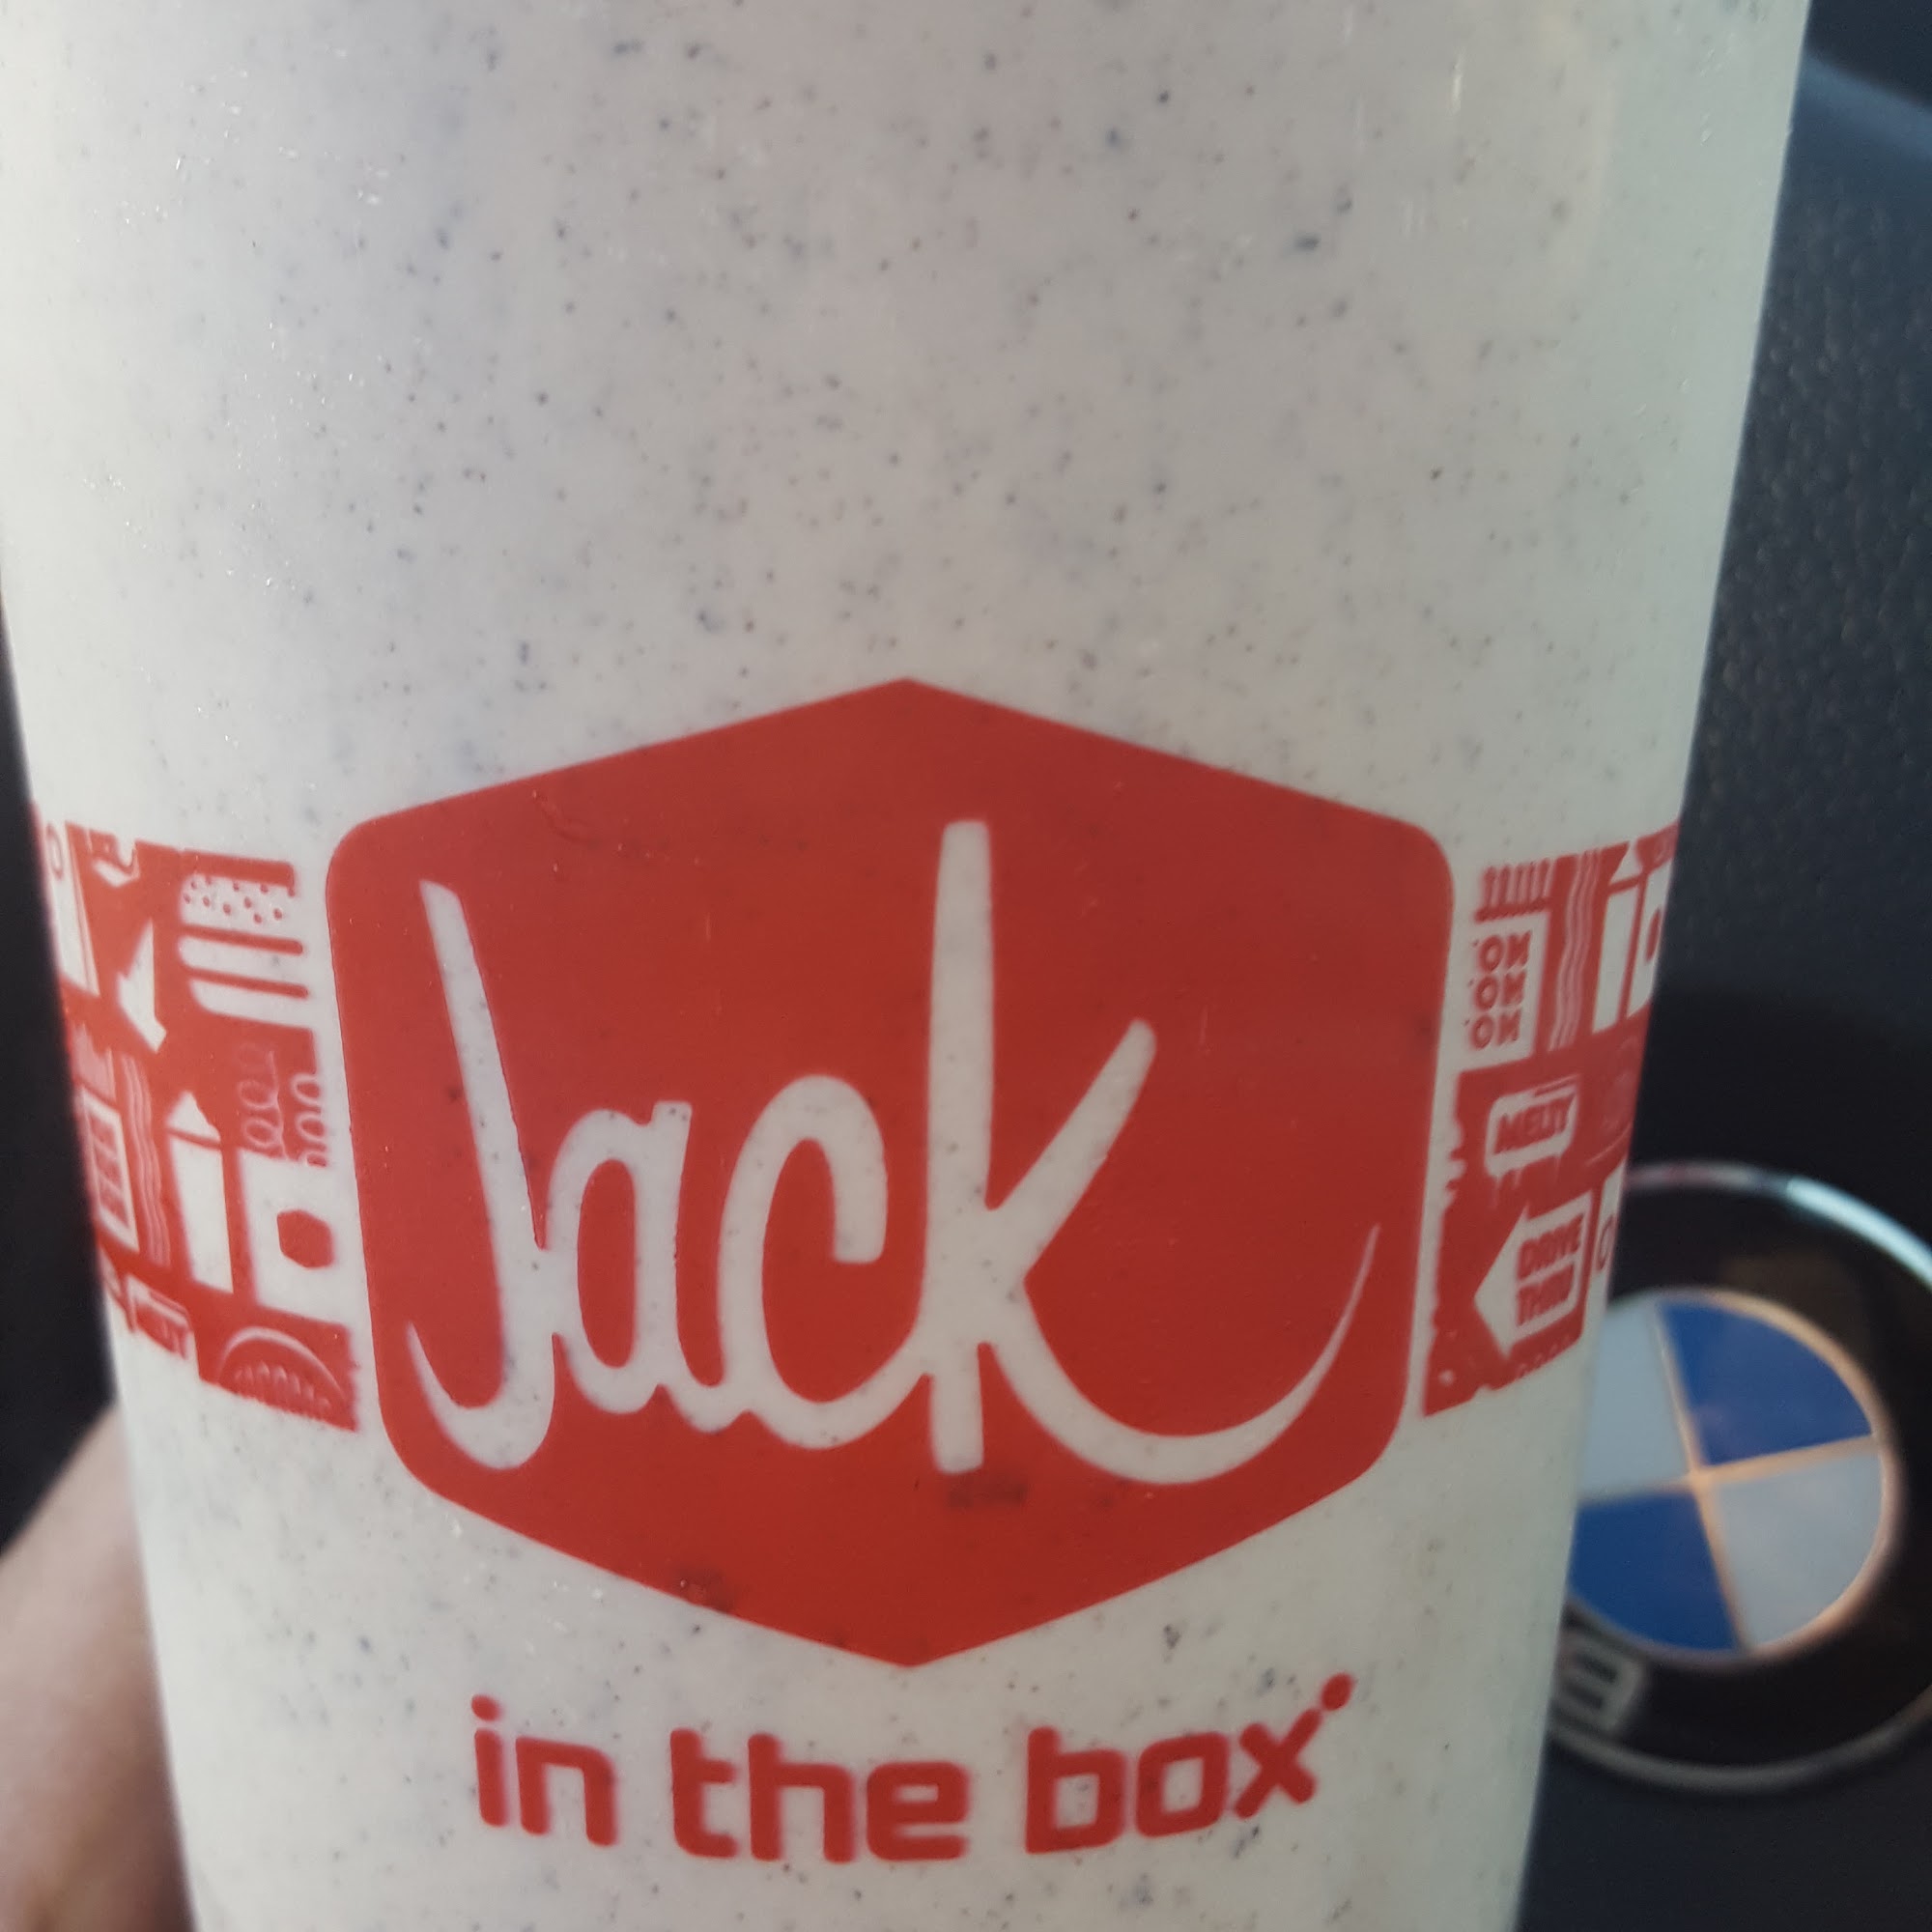 Jack
in the box
MELT
DRIVE
THRU